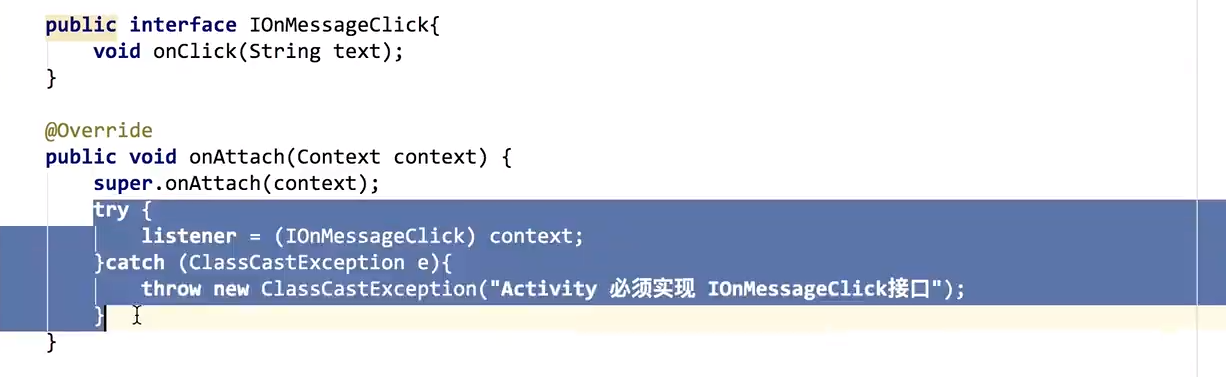 public interface IOnMessageClick{
    void onClick(String text);
}
@Override
public void onAttach(Context context) {
    super.onAttach(context);
    try {
        listener = (IOnMessageClick) context;
    }catch (ClassCastException e){
        throw new ClassCastException("Activity 必须实现 IOnMessageClick接口");
    }
}